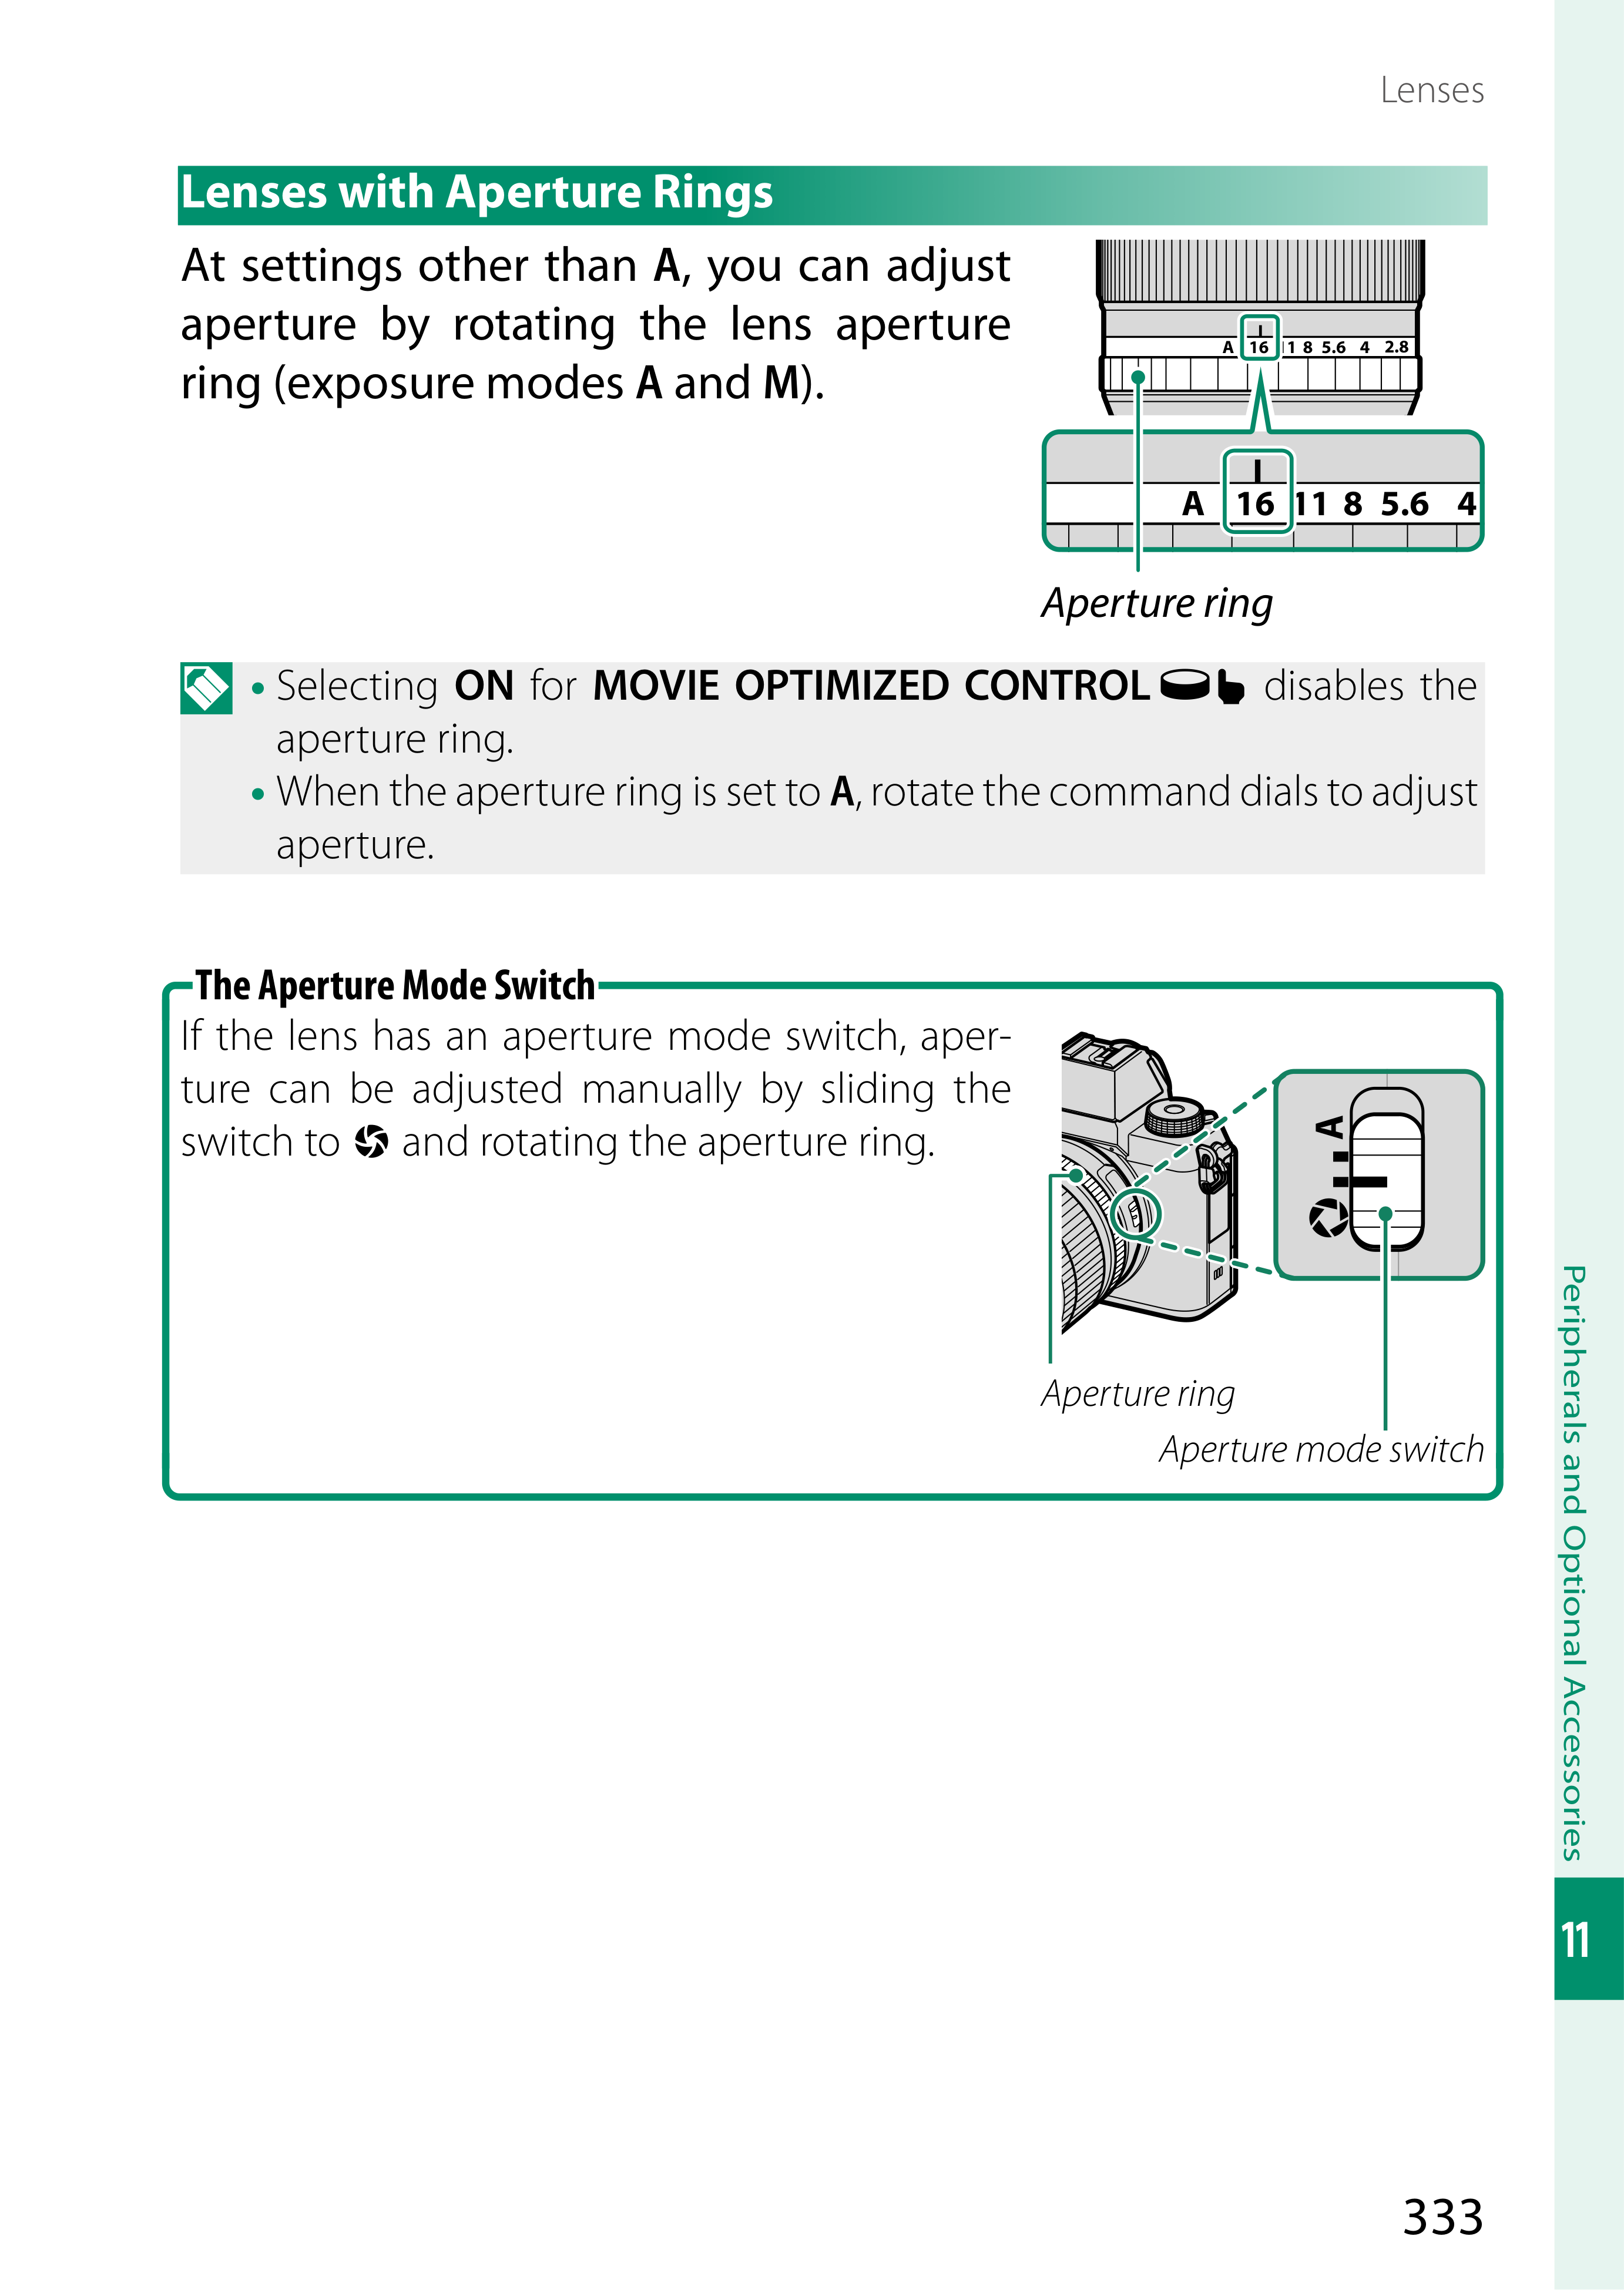 Lenses
Lenses with Aperture Rings
At settings other than A, you can adjust
aperture by rotating the lens aperture
ring (exposure modes A and M).
A 16 11 8 5.6 4 2.8
A 16 11 8 5.6 4
Aperture ring
• Selecting ON for MOVIE OPTIMIZED CONTROL disables the
aperture ring.
• When the aperture ring is set to A, rotate the command dials to adjust
aperture.
The Aperture Mode Switch
If the lens has an aperture mode switch, aper-
ture can be adjusted manually by sliding the
switch to and rotating the aperture ring.
A
Aperture ring
Aperture mode switch
Peripherals and Optional Accessories
11
333